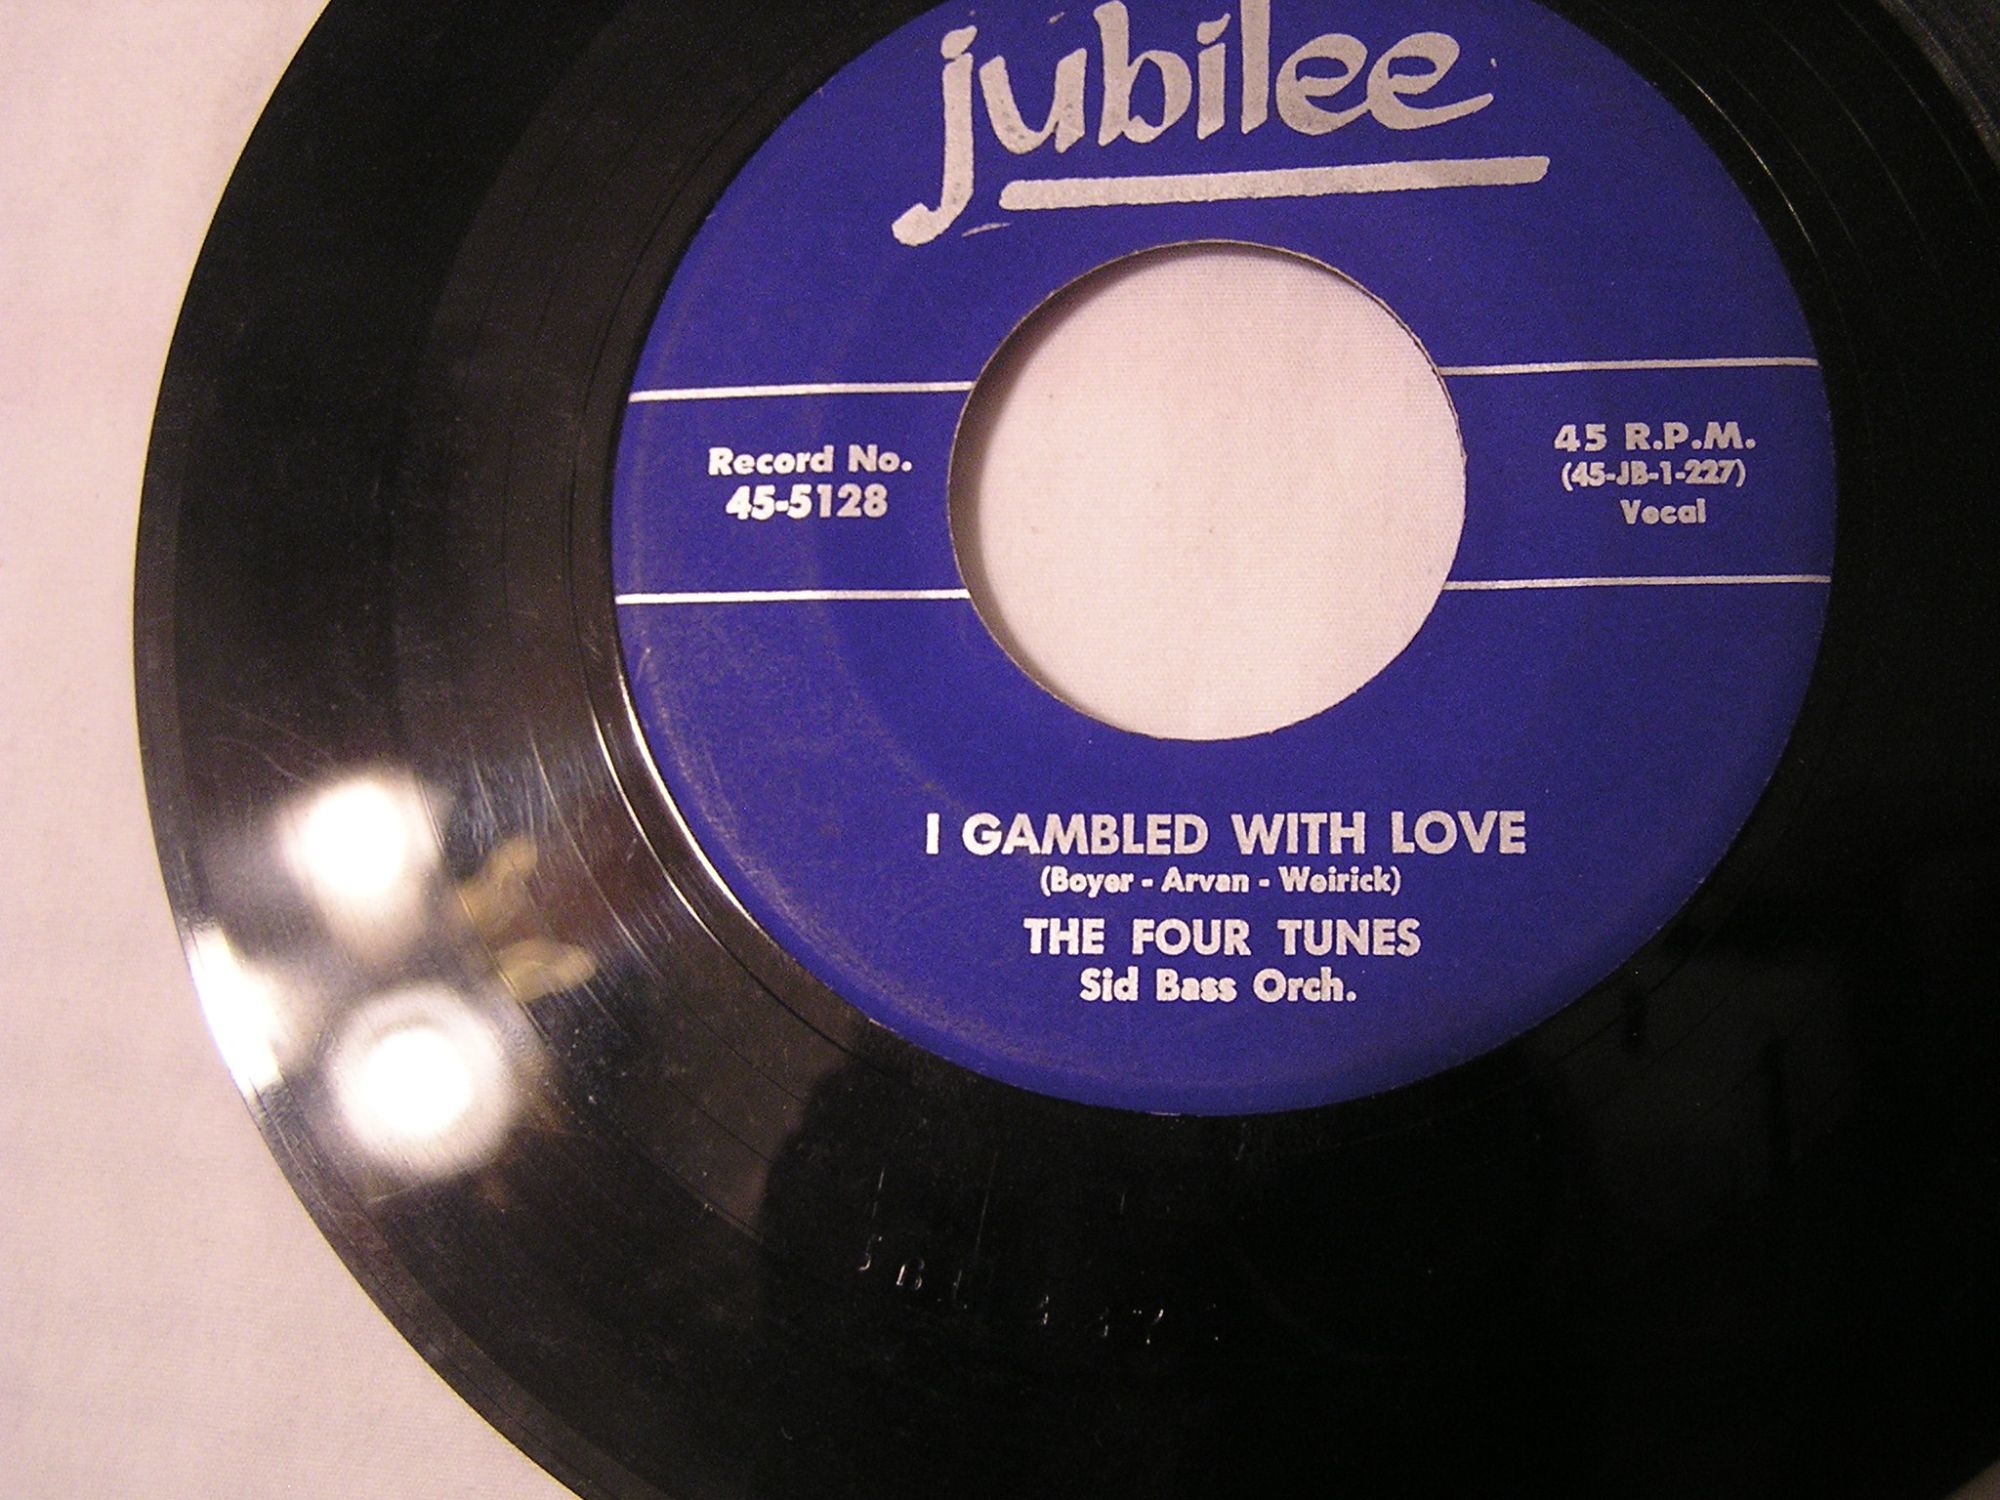 jubilee
Record No.
45-5128
45 R.P.M.
(45-JB-1-227)
Vocal
I GAMBLED WITH LOVE
(Boyer - Arvan - Weirick)
THE FOUR TUNES
Sid Bass Orch.